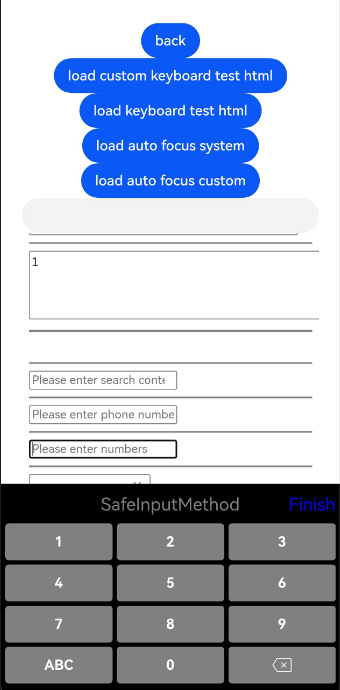 back
load custom keyboard test html
load keyboard test html
load auto focus system
load auto focus custom
1
Please enter search conte
Please enter phone numbe
Please enter numbers
SafeInputMethod Finish
1 2 3
4 5 6
7 8 9
ABC 0